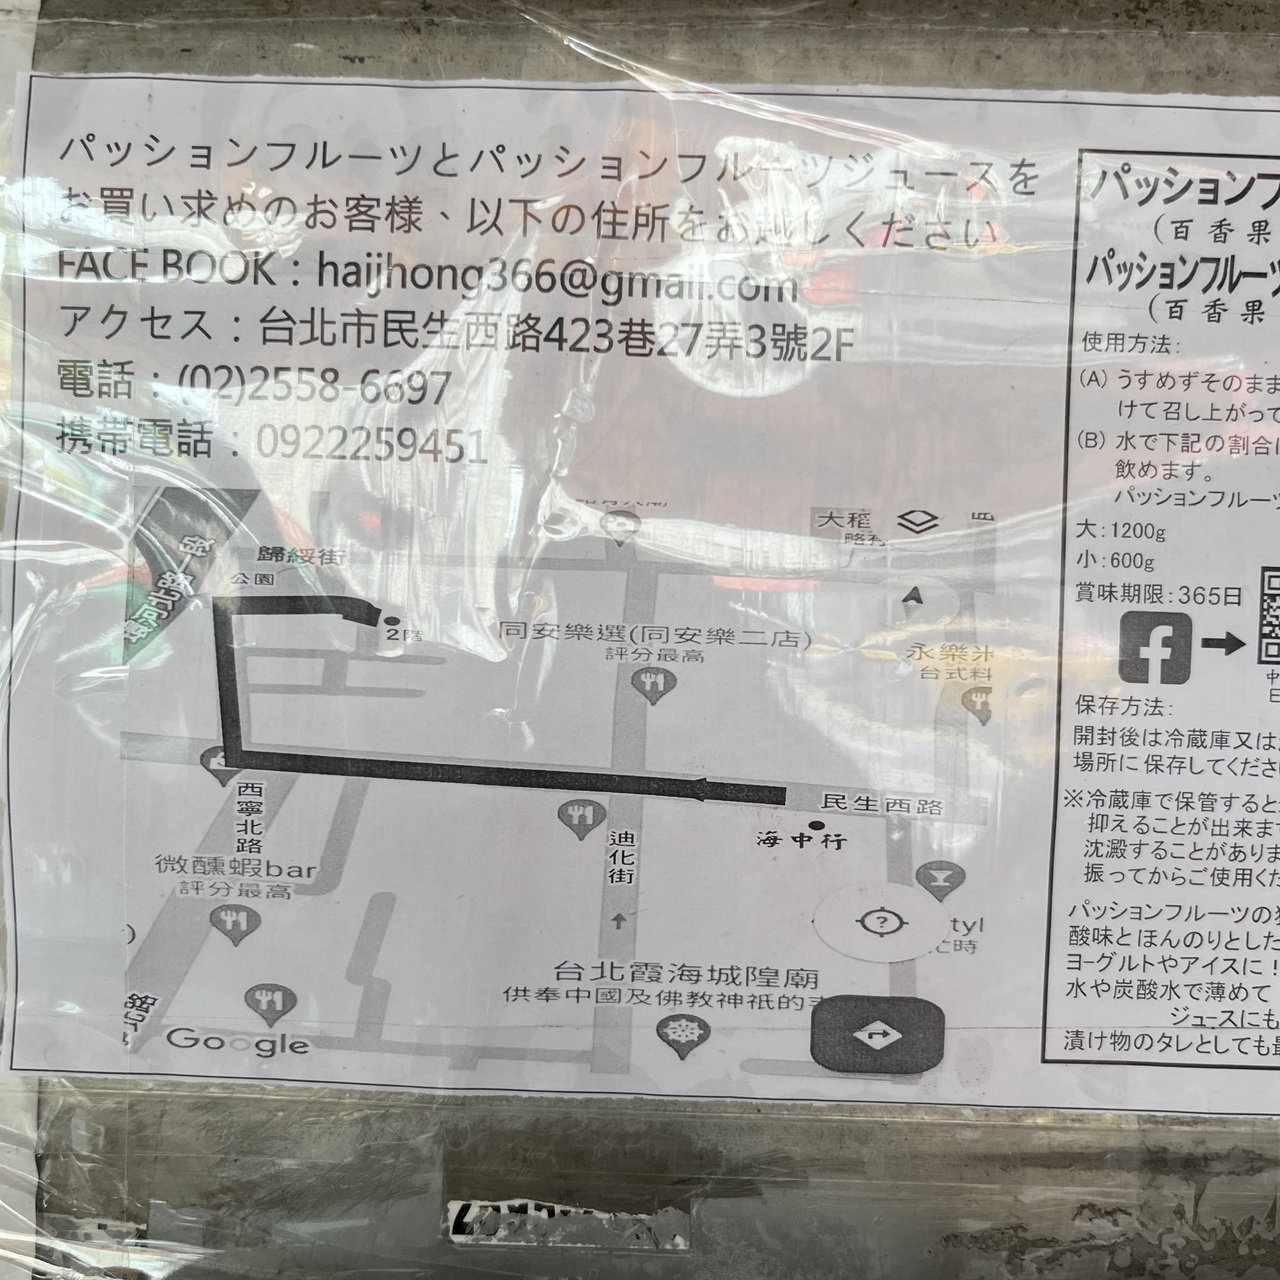 パッションフルーツとパッションフルーツジュースを
お買い求めのお客様、以下の住所をお越しください
FACE BOOK：haijhong366@gmail.com
アクセス：台北市民生西路423巷27弄3號2F
電話：(02)2558-6697
携帯電話：0922259451
大稻
歸綏街
公園
2階
同安樂選(同安樂二店)
評分最高
永樂米
台式料
民生西路
海中行
西寧北路
迪化街
微醺蝦bar
評分最高
tyl
台北霞海城隍廟
供奉中國及佛教神祇的
Google
パッションフ
(百香果
パッションフルーツ
(百香果
使用方法:
(A) うすめずそのまま
けて召し上がって
(B) 水で下記の割合
飲めます。
パッションフルーツ
大:1200g
小:600g
賞味期限:365日
保存方法:
開封後は冷蔵庫又は
場所に保存してくださ
※冷蔵庫で保管すると
抑えることが出来ま
沈澱することがありま
振ってからご使用くだ
パッションフルーツの
酸味とほんのりとした
ヨーグルトやアイスに！
水や炭酸水で薄めて
ジュースにも
漬け物のタレとしても